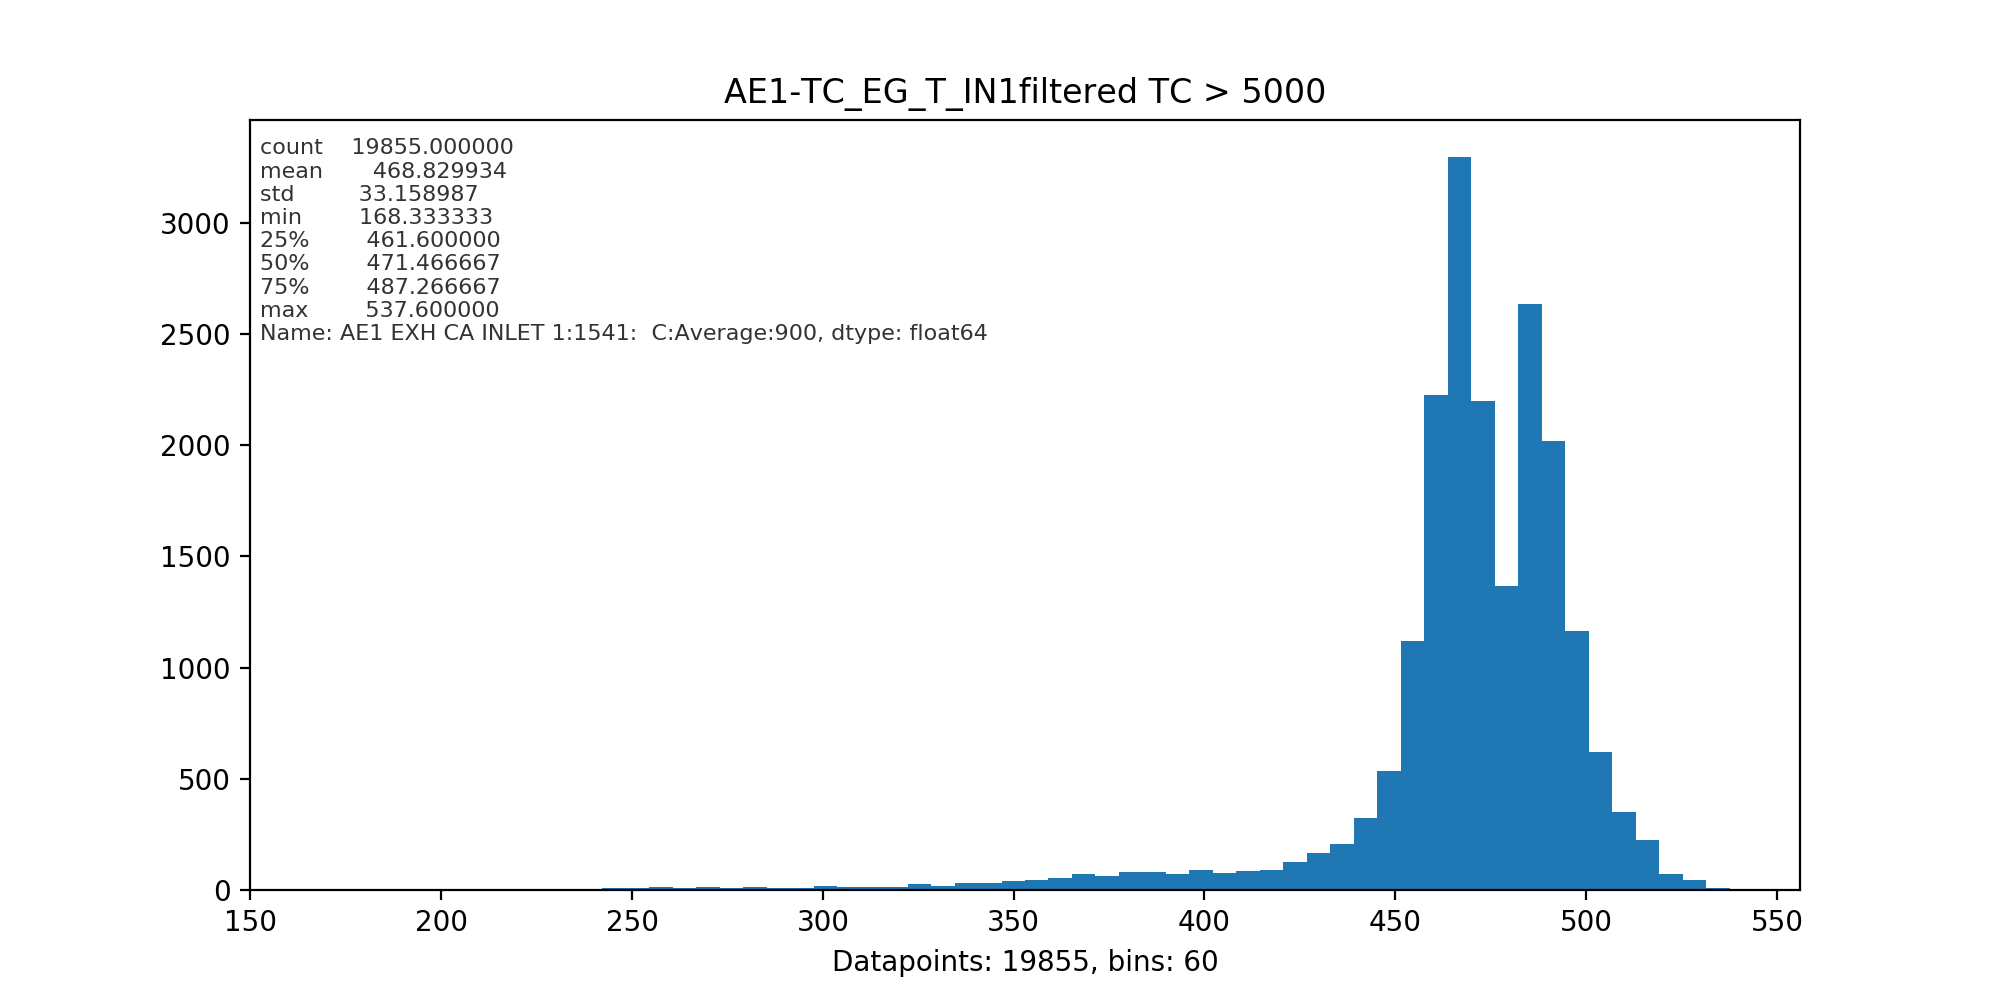 AE1-TC_EG_T_IN1filtered TC > 5000
count 19855.000000
mean 468.829934
std 33.158987
min 168.333333
25% 461.600000
50% 471.466667
75% 487.266667
max 537.600000
Name: AE1 EXH CA INLET 1:1541:  C:Average:900, dtype: float64
3000
2500
2000
1500
1000
500
0
150 200 250 300 350 400 450 500 550
Datapoints: 19855, bins: 60